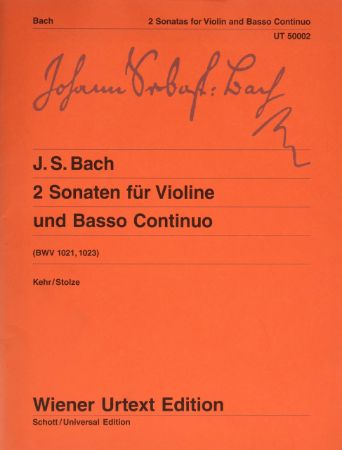 Bach 2 Sonatas for Violin and Basso Continuo
UT 50002
Johann Sebast: Bach
J. S. Bach
2 Sonaten für Violine
und Basso Continuo
(BWV 1021, 1023)
Kehr/Stolze
Wiener Urtext Edition
Schott/Universal Edition